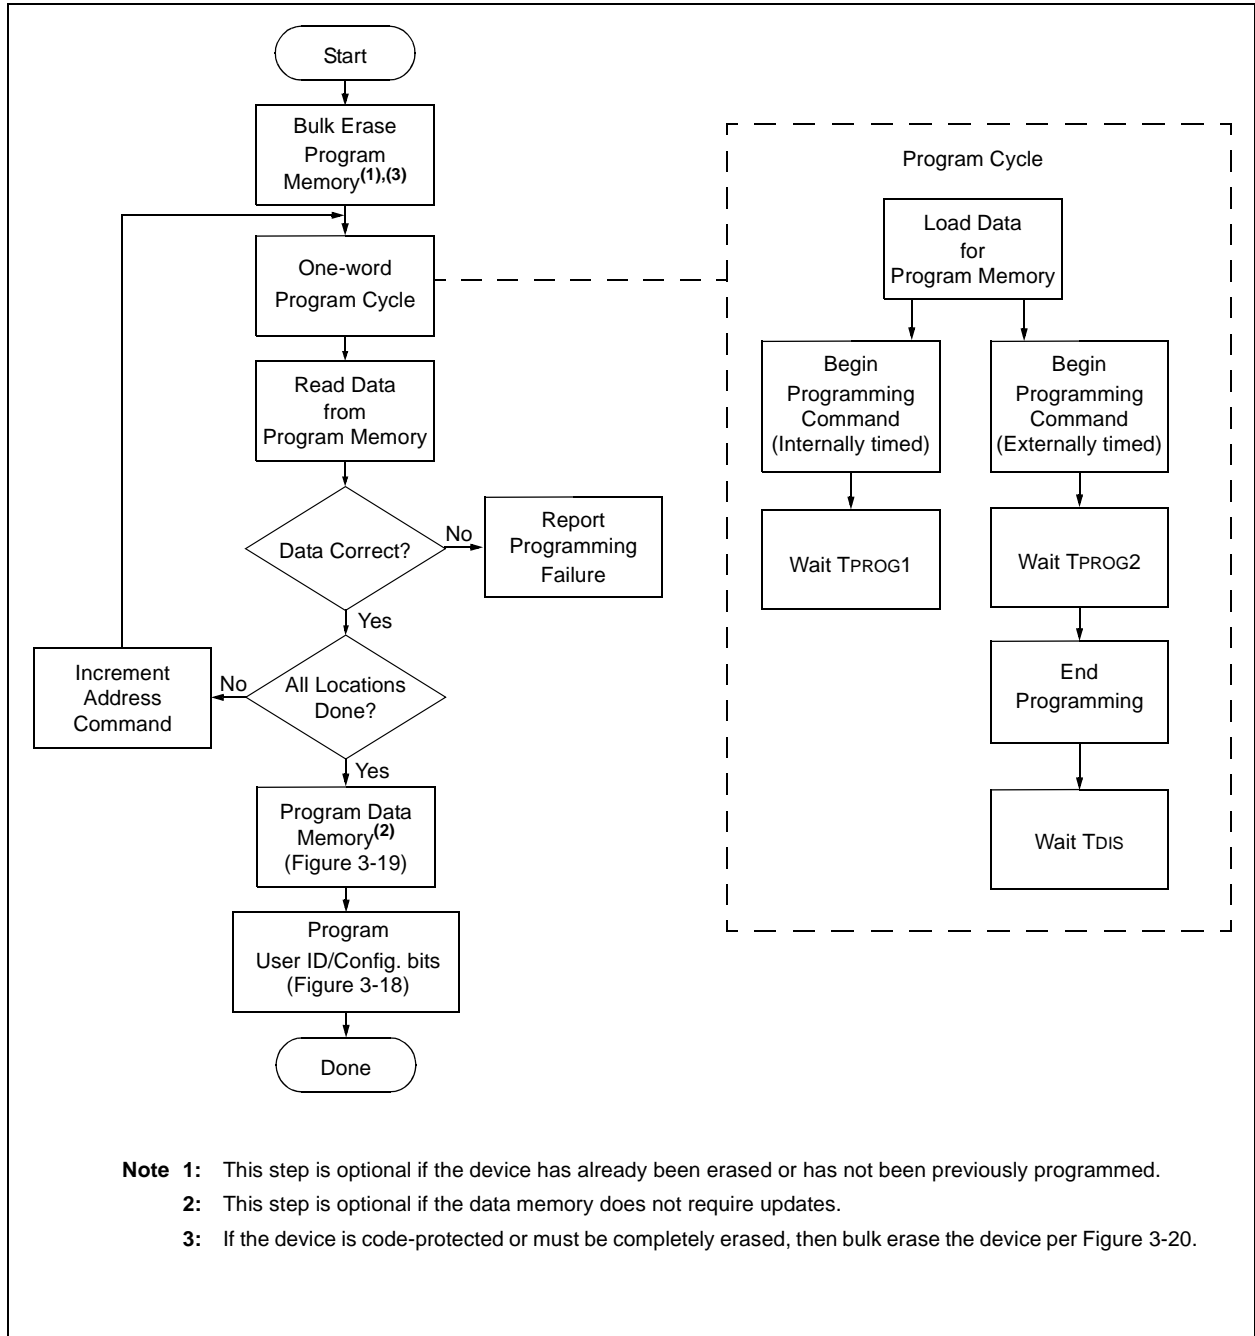 Start
Bulk Erase
Program
Memory(1),(3)
One-word
Program Cycle
Read Data
from
Program Memory
Data Correct?
No
Report
Programming
Failure
Yes
All Locations
Done?
No
Increment
Address
Command
Yes
Program Data
Memory(2)
(Figure 3-19)
Program
User ID/Config. bits
(Figure 3-18)
Done
Program Cycle
Load Data
for
Program Memory
Begin
Programming
Command
(Internally timed)
Wait TPROG1
Begin
Programming
Command
(Externally timed)
Wait TPROG2
End
Programming
Wait TDIS
Note 1: This step is optional if the device has already been erased or has not been previously programmed.
2: This step is optional if the data memory does not require updates.
3: If the device is code-protected or must be completely erased, then bulk erase the device per Figure 3-20.